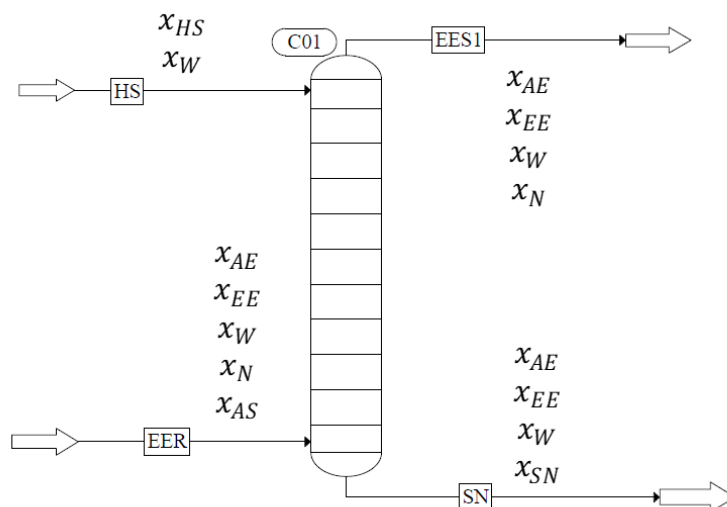 x_HS
x_W
C01
EES1
HS
x_AE
x_EE
x_W
x_N
x_AE
x_EE
x_W
x_N
x_AS
EER
x_AE
x_EE
x_W
x_SN
SN